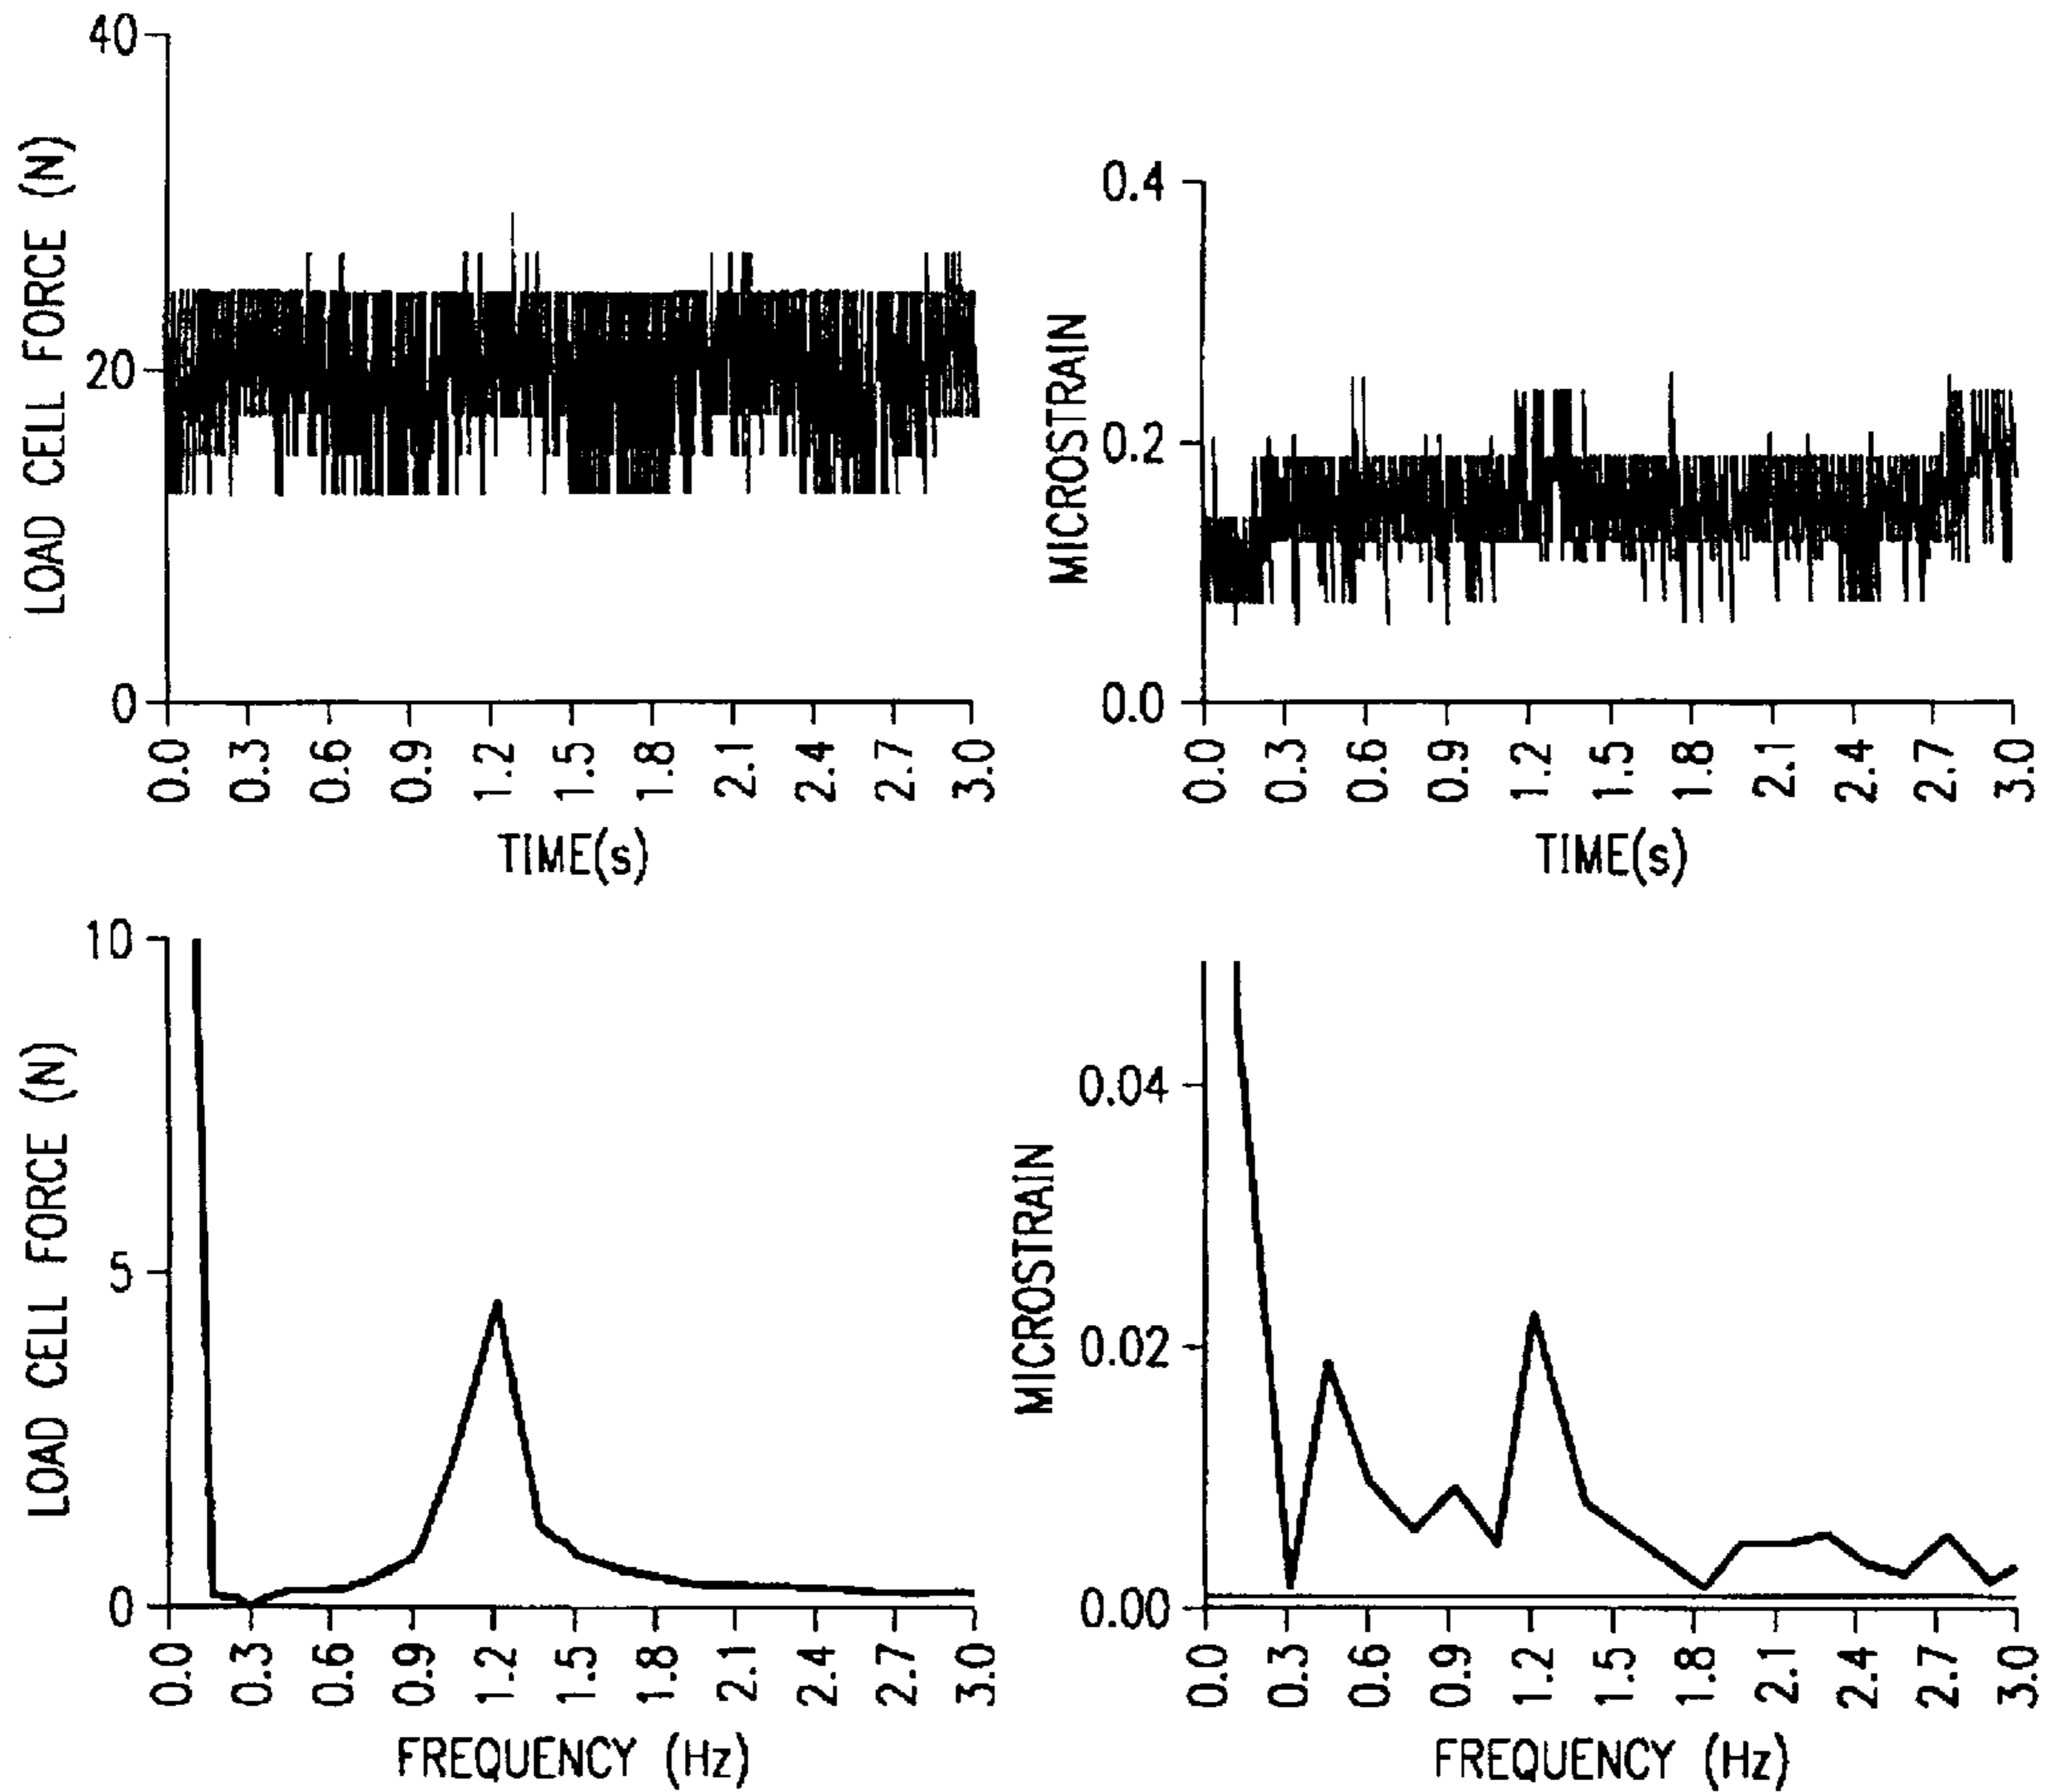 LOAD CELL FORCE (N)
40
20
0
0.0 0.3 0.6 0.9 1.2 1.5 1.8 2.1 2.4 2.7 3.0
TIME(s)
MICROSTRAIN
0.4
0.2
0.0
0.0 0.3 0.6 0.9 1.2 1.5 1.8 2.1 2.4 2.7 3.0
TIME(s)
LOAD CELL FORCE (N)
10
5
0
0.0 0.3 0.6 0.9 1.2 1.5 1.8 2.1 2.4 2.7 3.0
FREQUENCY (Hz)
MICROSTRAIN
0.04
0.02
0.00
0.0 0.3 0.6 0.9 1.2 1.5 1.8 2.1 2.4 2.7 3.0
FREQUENCY (Hz)